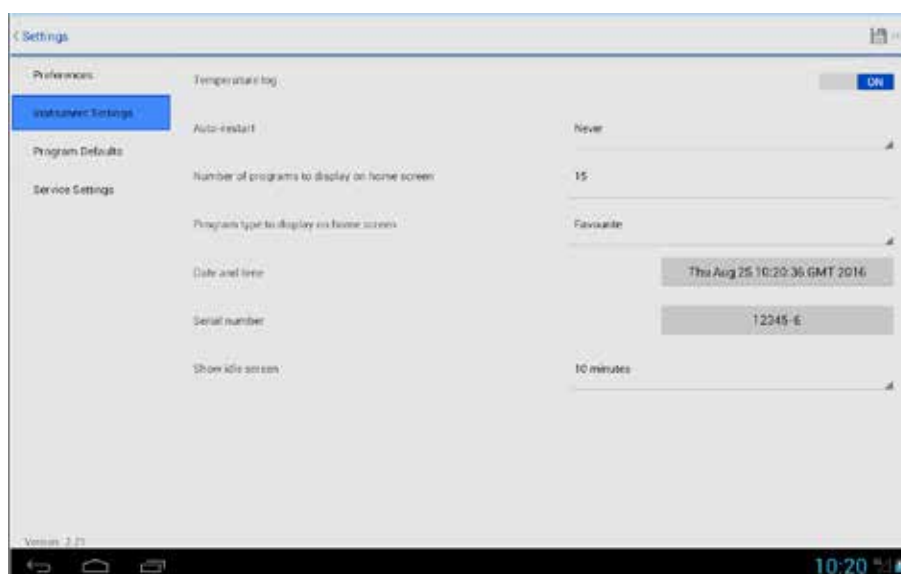 < Settings
Preferences
Temperature log
ON
Instrument Settings
Auto-restart
Never
Program Defaults
Number of programs to display on home screen
15
Service Settings
Program type to display on home screen
Favourite
Date and time
Thu Aug 25 10:20:36 GMT 2016
Serial number
12345-6
Show idle screen
10 minutes
Version: 2.21
10:20